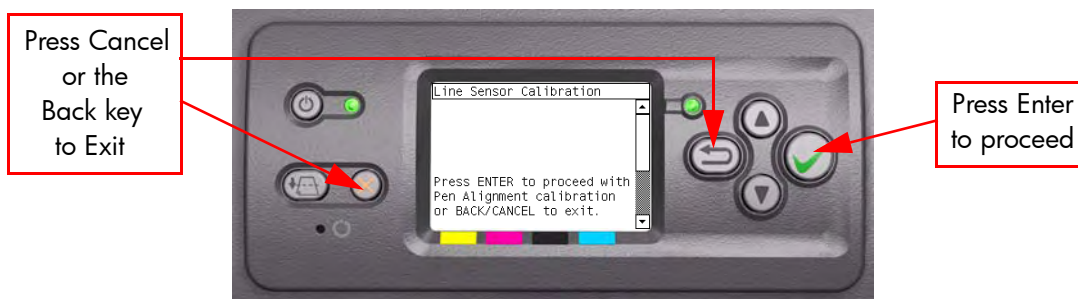 Press Cancel
or the
Back key
to Exit
Line Sensor Calibration
Press ENTER to proceed with
Pen Alignment calibration
or BACK/CANCEL to exit.
Press Enter
to proceed